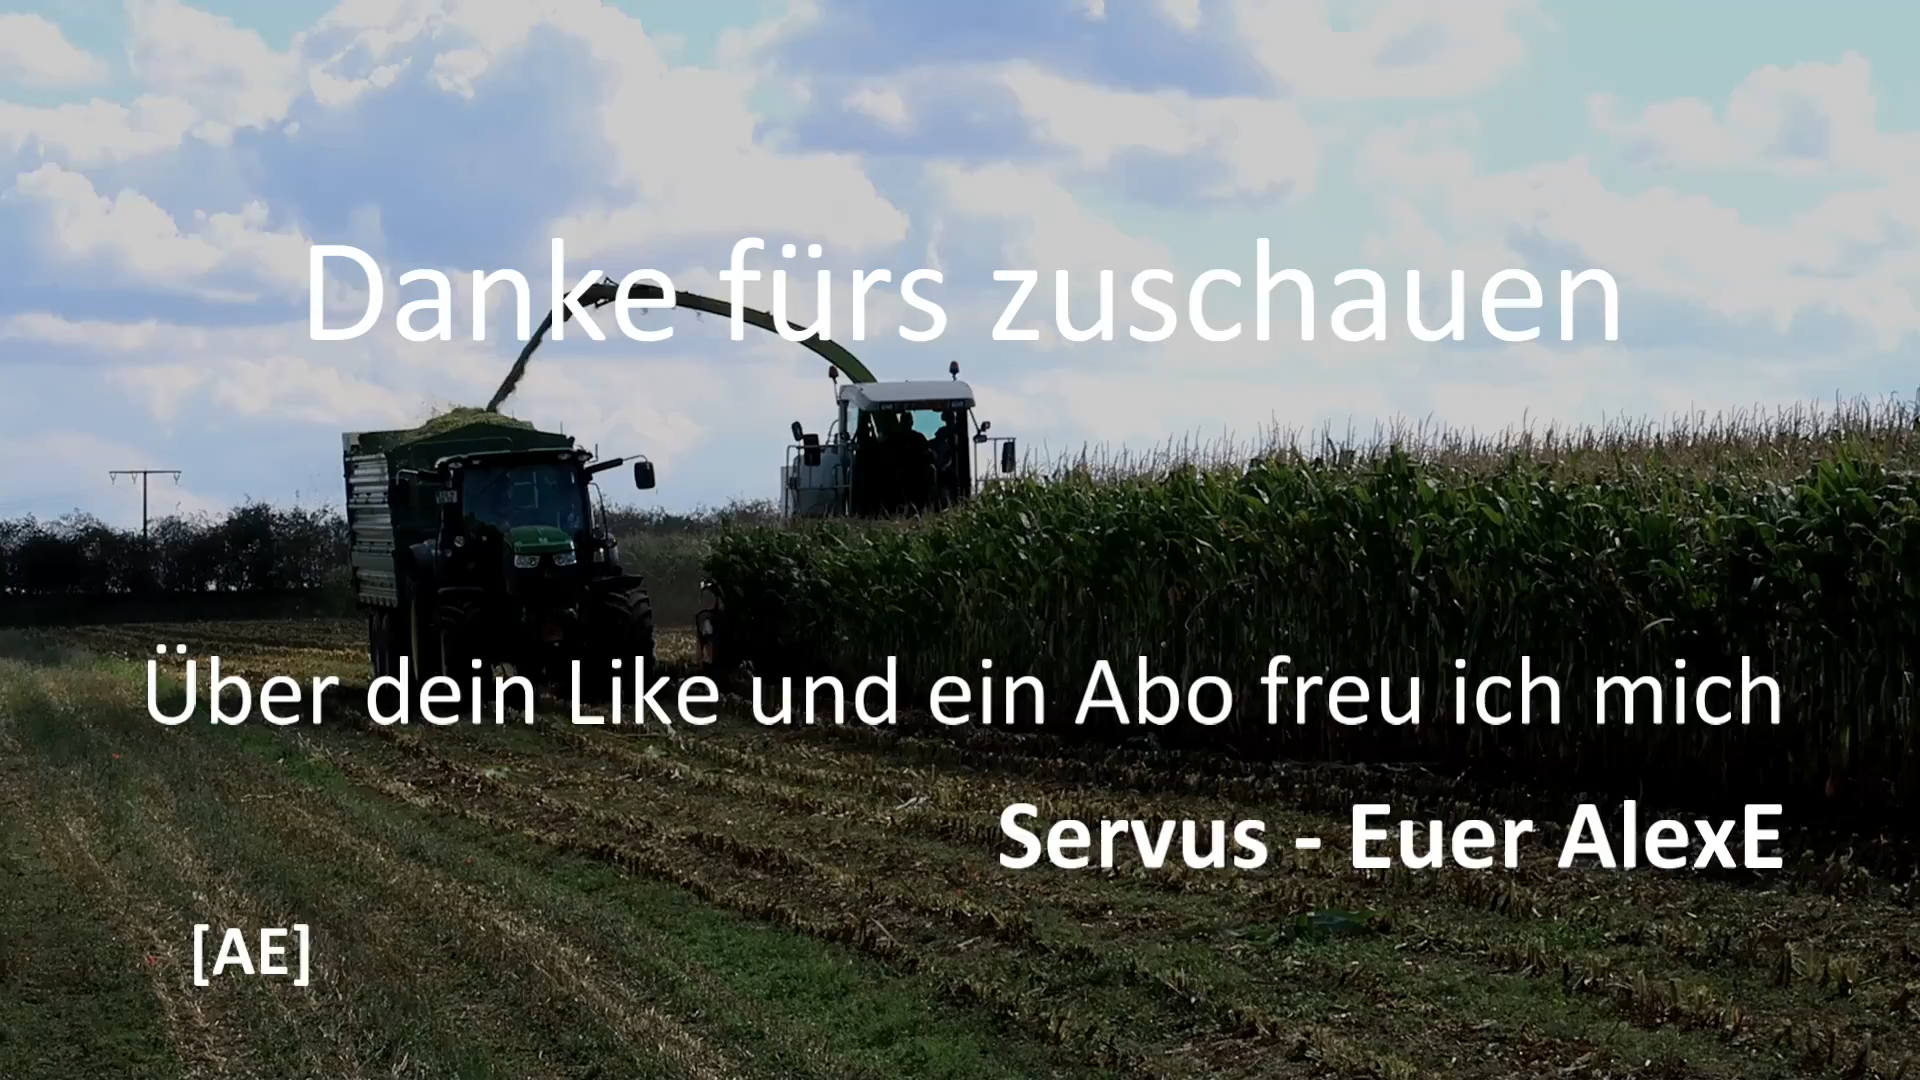 Danke fürs zuschauen
Über dein Like und ein Abo freu ich mich
Servus - Euer AlexE
[AE]